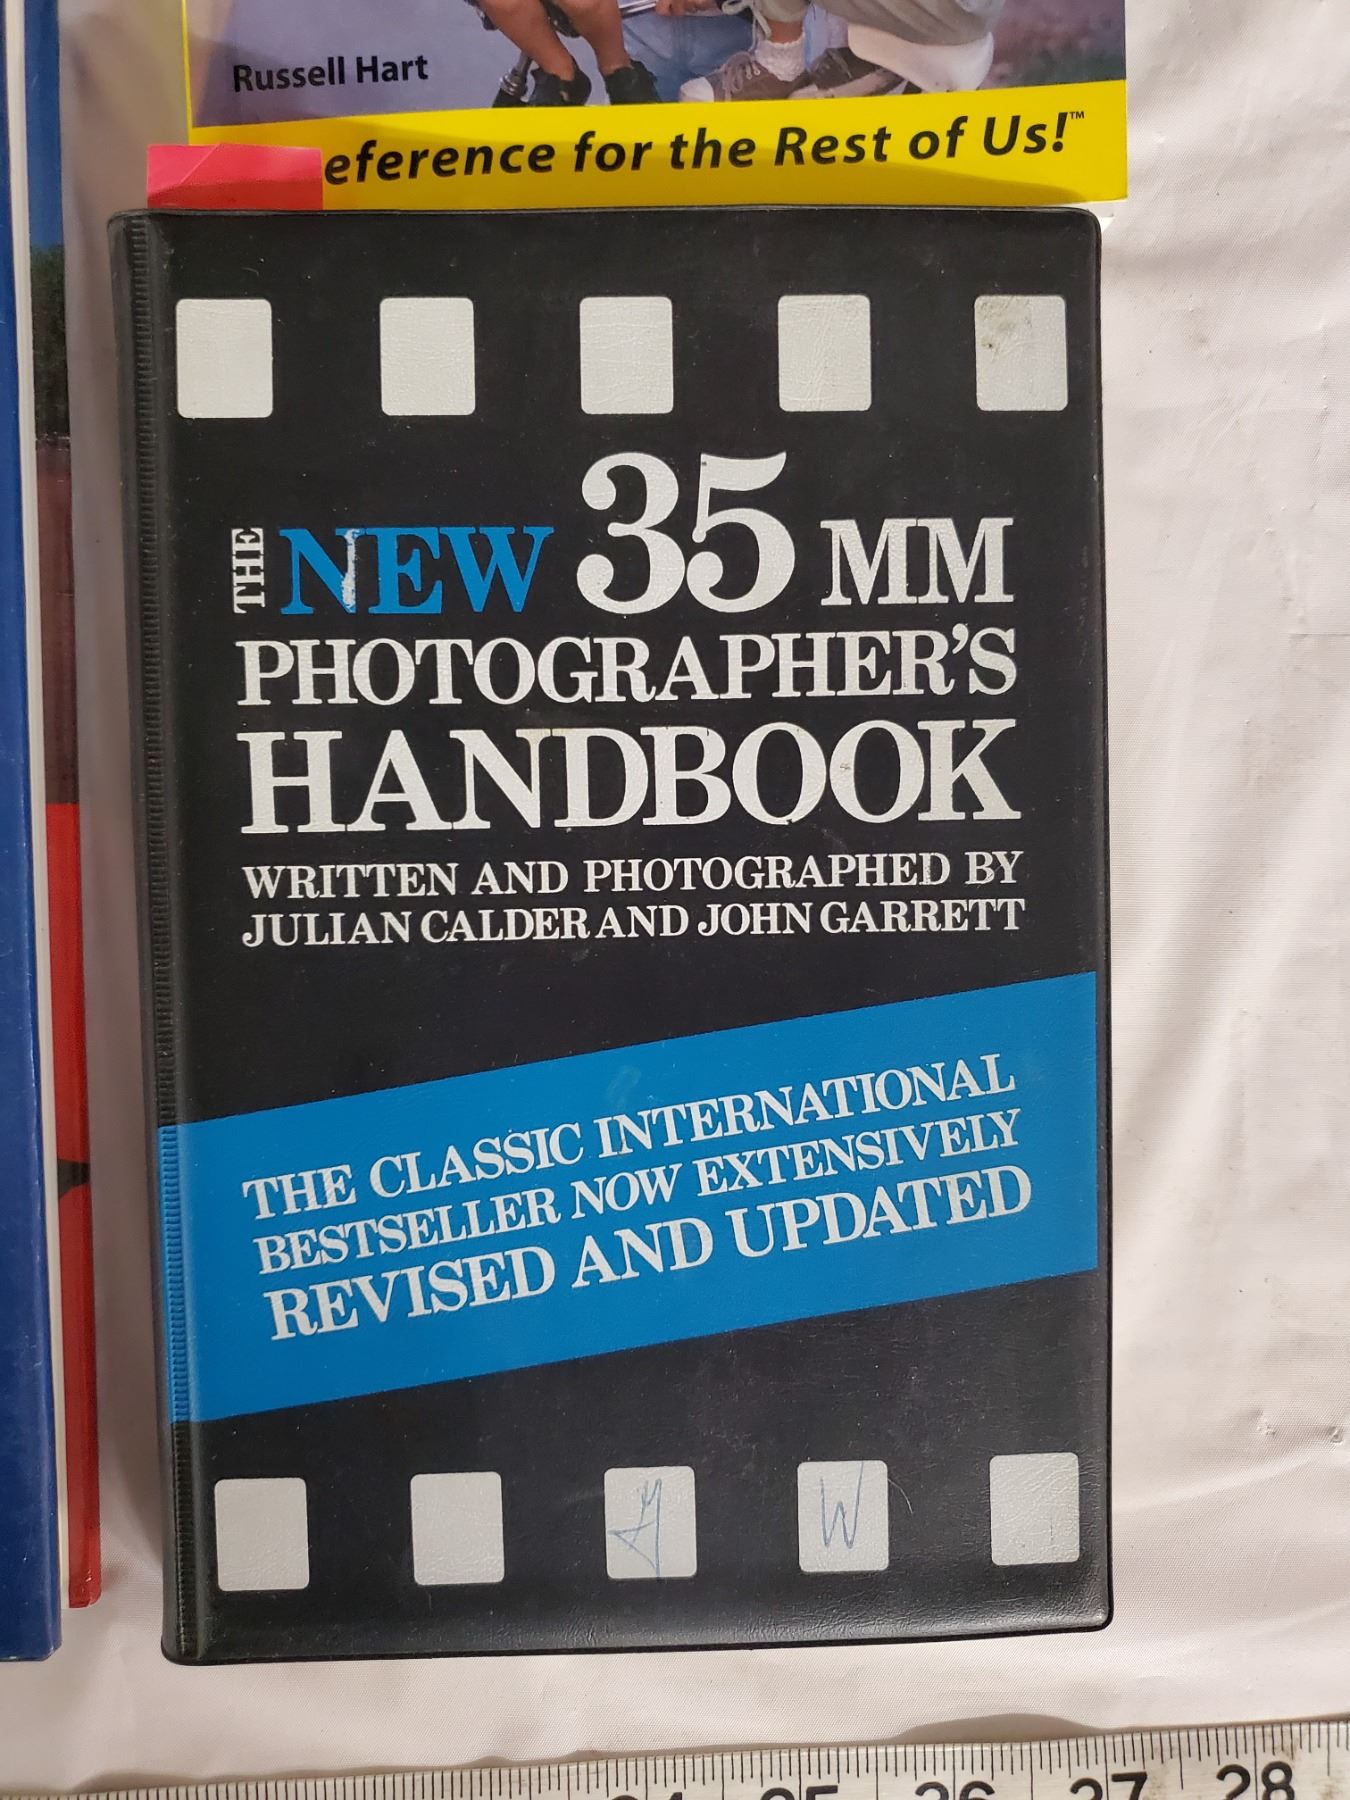 Russell Hart
eference for the Rest of Us!™
THE NEW 35 MM
PHOTOGRAPHER'S
HANDBOOK
WRITTEN AND PHOTOGRAPHED BY
JULIAN CALDER AND JOHN GARRETT
THE CLASSIC INTERNATIONAL
BESTSELLER NOW EXTENSIVELY
REVISED AND UPDATED
W
25 26 27 28